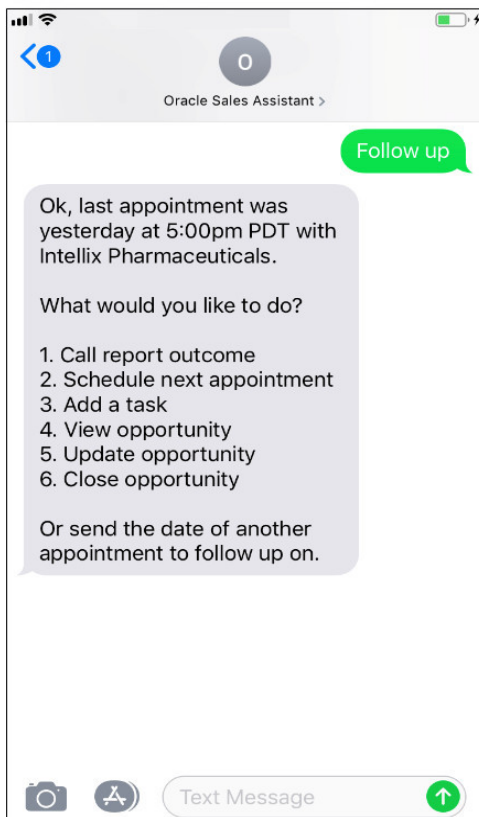 1
O
Oracle Sales Assistant >
Follow up
Ok, last appointment was
yesterday at 5:00pm PDT with
Intellix Pharmaceuticals.
What would you like to do?
1. Call report outcome
2. Schedule next appointment
3. Add a task
4. View opportunity
5. Update opportunity
6. Close opportunity
Or send the date of another
appointment to follow up on.
Text Message